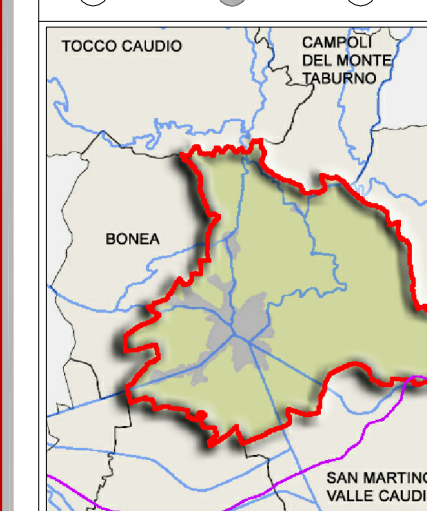 TOCCO CAUDIO
CAMPOLI
DEL MONTE
TABURNO
BONEA
SAN MARTINO
VALLE CAUDI